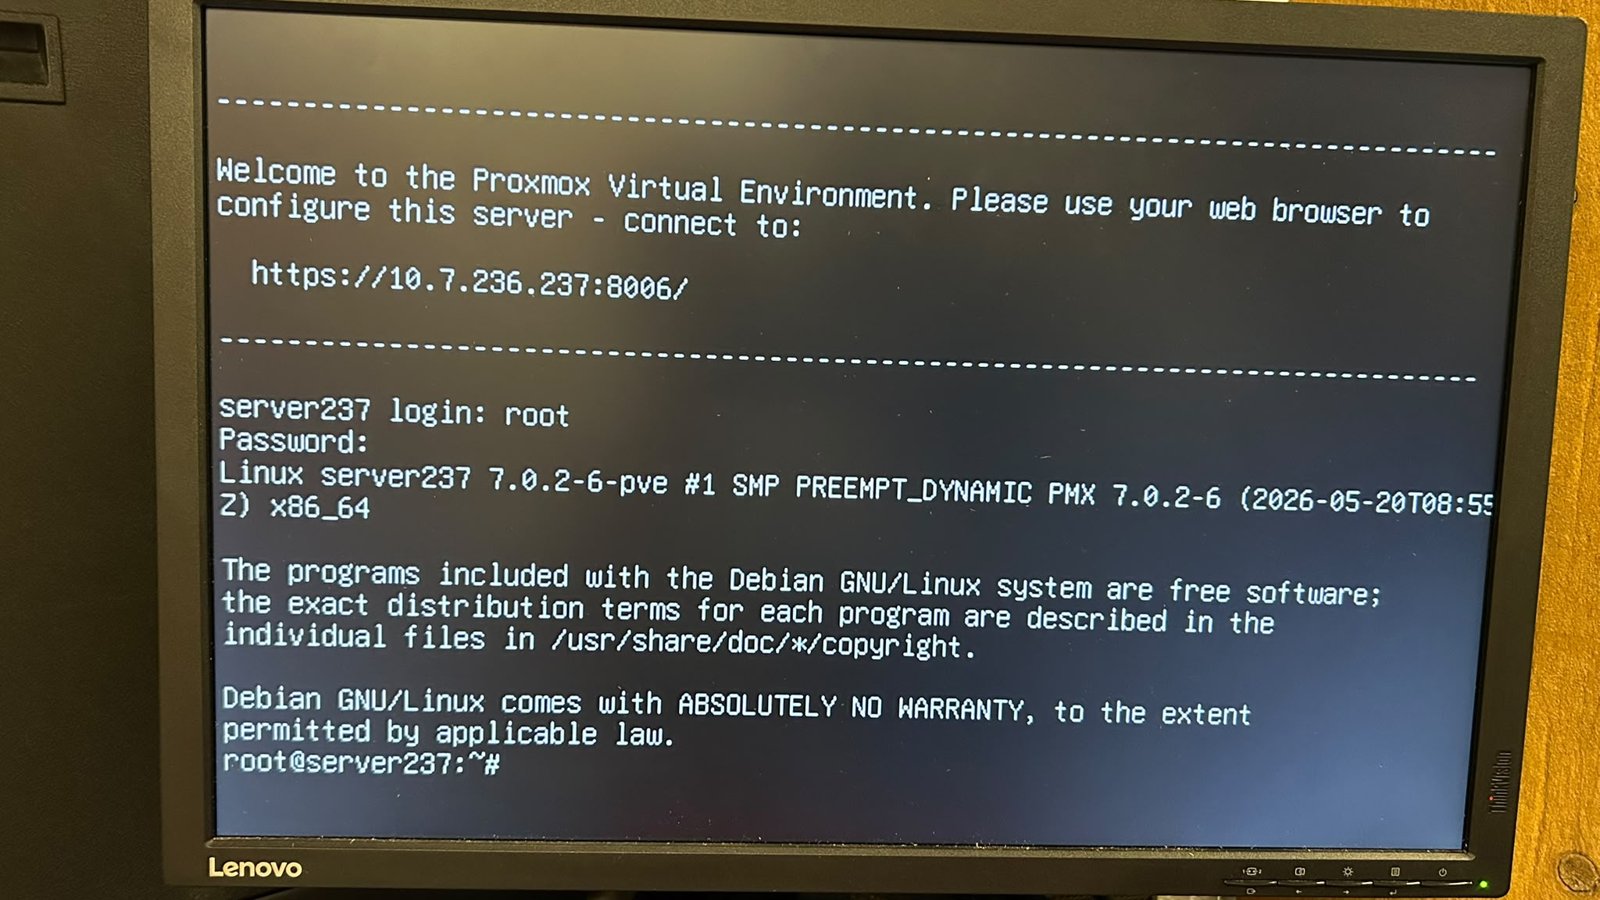 --------------------------------------------------------------------------------
Welcome to the Proxmox Virtual Environment. Please use your web browser to
configure this server - connect to:
https://10.7.236.237:8006/
--------------------------------------------------------------------------------
server237 login: root
Password:
Linux server237 7.0.2-6-pve #1 SMP PREEMPT_DYNAMIC PMX 7.0.2-6 (2026-05-20T08:55
Z) x86_64
The programs included with the Debian GNU/Linux system are free software;
the exact distribution terms for each program are described in the
individual files in /usr/share/doc/*/copyright.
Debian GNU/Linux comes with ABSOLUTELY NO WARRANTY, to the extent
permitted by applicable law.
root@server237:~#
ThinkVision
Lenovo